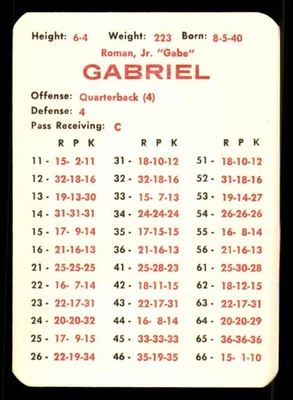 Height: 6-4 Weight: 223 Born: 8-5-40
Roman, Jr. "Gabe"
GABRIEL
Offense: Quarterback (4)
Defense: 4
Pass Receiving: C
R P K R P K R P K
11 - 15- 2-11 31 - 18-10-12 51 - 18-10-12
12 - 32-18-16 32 - 32-18-16 52 - 31-18-16
13 - 19-13-30 33 - 15- 7-14 53 - 19-14-27
14 - 31-31-31 34 - 24-24-24 54 - 26-26-26
15 - 17- 9-14 35 - 17-15-13 55 - 16- 8-14
16 - 21-16-13 36 - 21-16-13 56 - 21-16-13
21 - 25-25-25 41 - 25-28-23 61 - 25-30-28
22 - 16- 7-14 42 - 18-11-15 62 - 18-12-15
23 - 22-17-31 43 - 22-17-31 63 - 22-17-31
24 - 20-20-32 44 - 16- 8-14 64 - 20-20-29
25 - 17- 9-14 45 - 33-33-33 65 - 24-16-13
26 - 22-19-34 46 - 35-19-35 66 - 15- 1-10